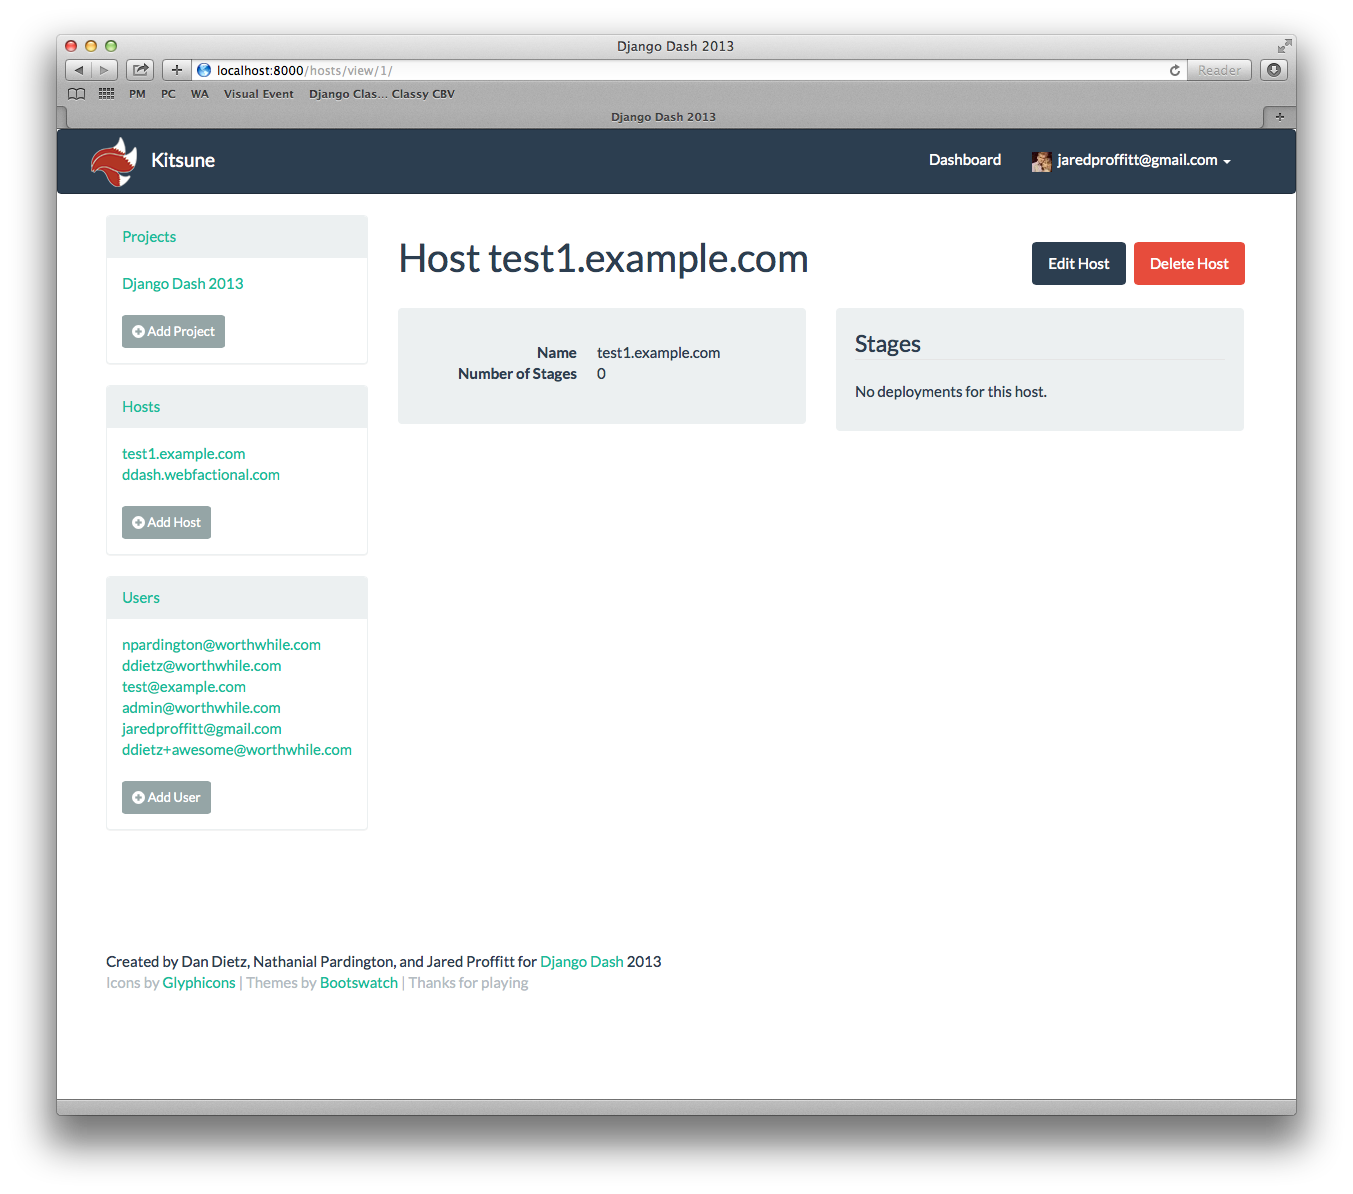 Django Dash 2013
localhost:8000/hosts/view/1/
Reader
PM PC WA Visual Event Django Clas... Classy CBV
Django Dash 2013
Kitsune
Dashboard
jaredproffitt@gmail.com
Projects
Django Dash 2013
Add Project
Hosts
test1.example.com
ddash.webfactional.com
Add Host
Users
npardington@worthwhile.com
ddietz@worthwhile.com
test@example.com
admin@worthwhile.com
jaredproffitt@gmail.com
ddietz+awesome@worthwhile.com
Add User
Host test1.example.com
Edit Host
Delete Host
Name test1.example.com
Number of Stages 0
Stages
No deployments for this host.
Created by Dan Dietz, Nathanial Pardington, and Jared Proffitt for Django Dash 2013
Icons by Glyphicons | Themes by Bootswatch | Thanks for playing